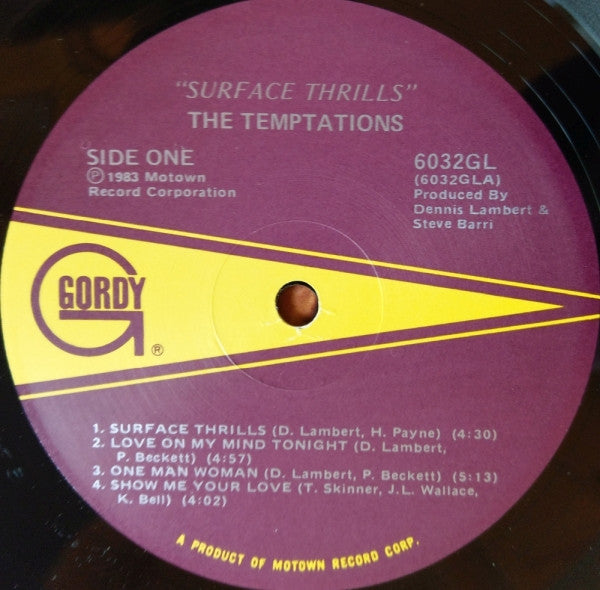 "SURFACE THRILLS"
THE TEMPTATIONS
SIDE ONE
℗ 1983 Motown
Record Corporation
6032GL
(6032GLA)
Produced By
Dennis Lambert &
Steve Barri
GORDY
®
1. SURFACE THRILLS (D. Lambert, H. Payne) (4:30)
2. LOVE ON MY MIND TONIGHT (D. Lambert,
P. Beckett) (4:57)
3. ONE MAN WOMAN (D. Lambert, P. Beckett) (5:13)
4. SHOW ME YOUR LOVE (T. Skinner, J.L. Wallace,
K. Bell) (4:02)
A PRODUCT OF MOTOWN RECORD CORP.